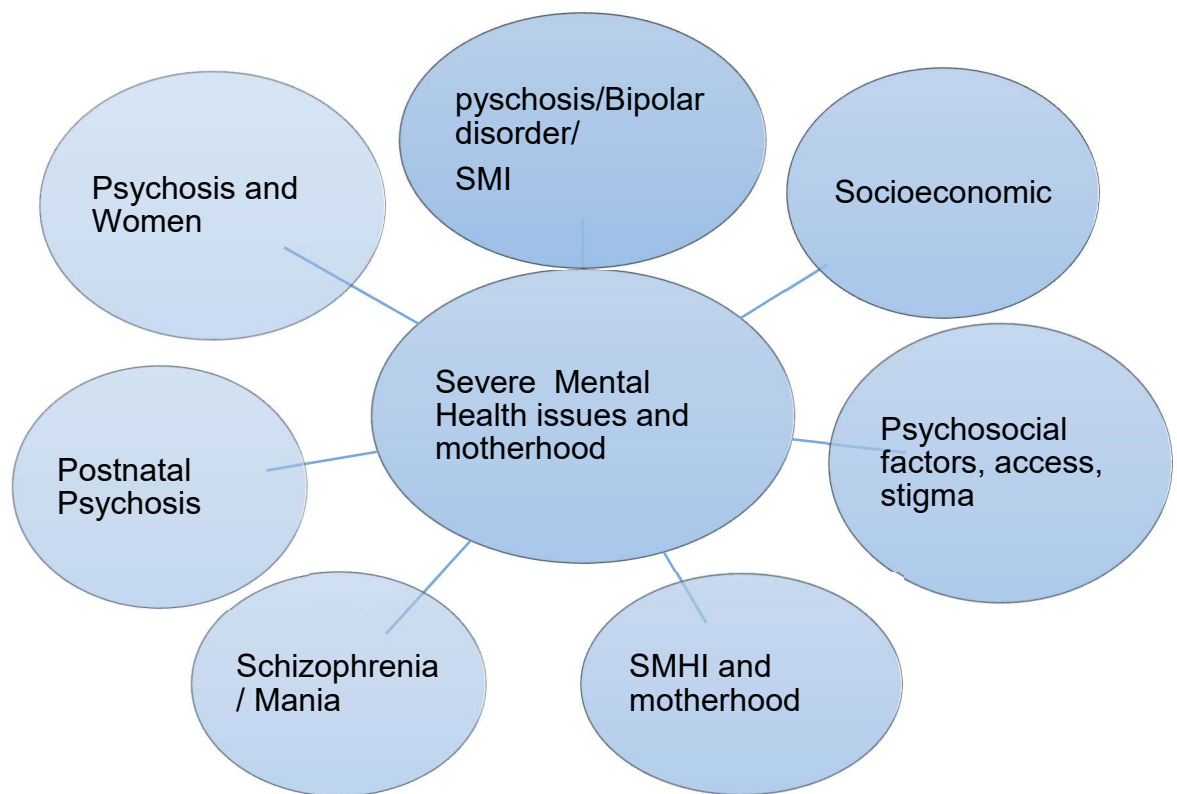 pyschosis/Bipolar
disorder/
SMI
Socioeconomic
Psychosis and
Women
Severe  Mental
Health issues and
motherhood
Psychosocial
factors, access,
stigma
Postnatal
Psychosis
Schizophrenia
/ Mania
SMHI and
motherhood